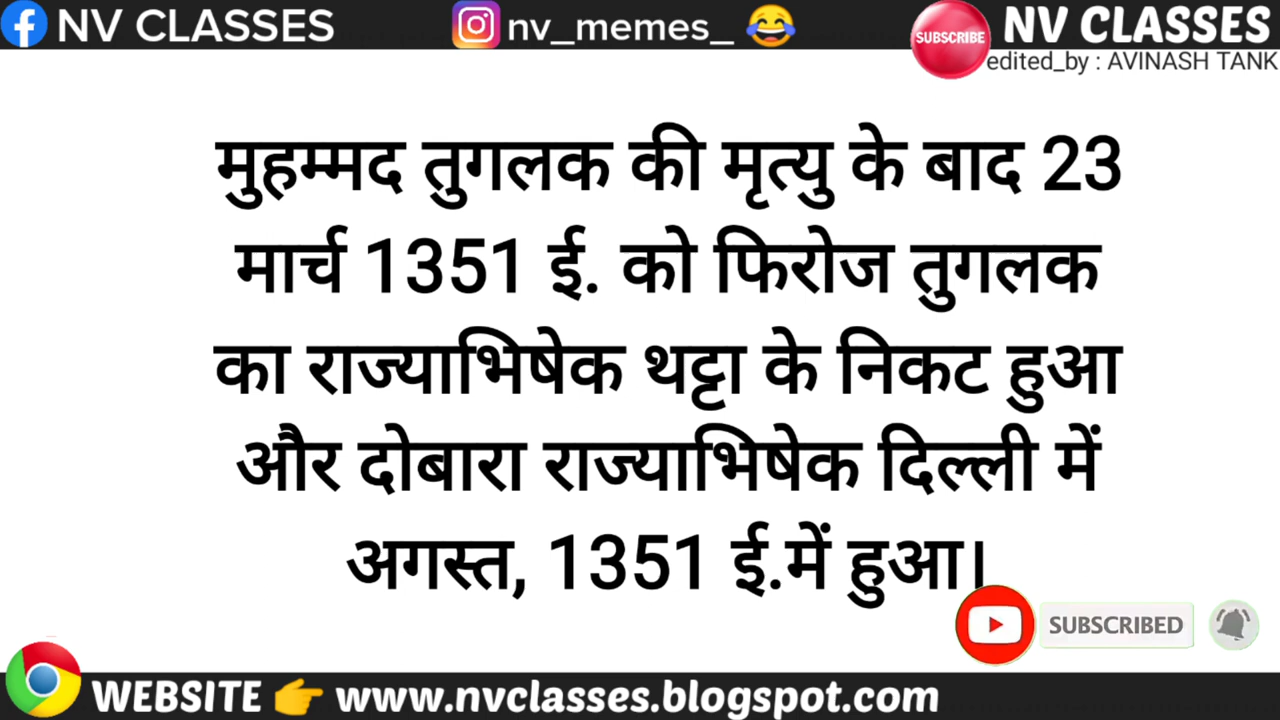 NV CLASSES
nv_memes_ 😂
SUBSCRIBE
NV CLASSES
edited_by : AVINASH TANK
मुहम्मद तुगलक की मृत्यु के बाद 23
मार्च 1351 ई. को फिरोज तुगलक
का राज्याभिषेक थट्टा के निकट हुआ
और दोबारा राज्याभिषेक दिल्ली में
अगस्त, 1351 ई.में हुआ।
SUBSCRIBED
WEBSITE 👉 www.nvclasses.blogspot.com